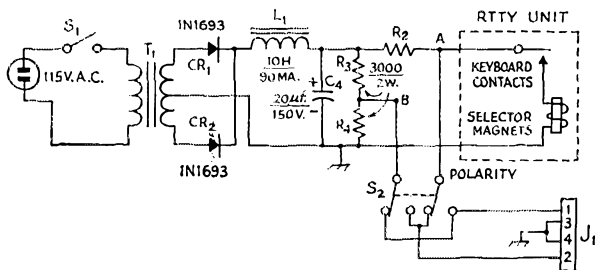 RTTY UNIT
1N1693
L₁
S₁
T₁
R₂
A
115V. A.C.
CR₁
10H
90MA.
R₃
3000
2W.
KEYBOARD
CONTACTS
+
C₄
20µf.
150V.
-
B
R₄
SELECTOR
MAGNETS
CR₂
1N1693
S₂
POLARITY
1
3
4
2
J₁